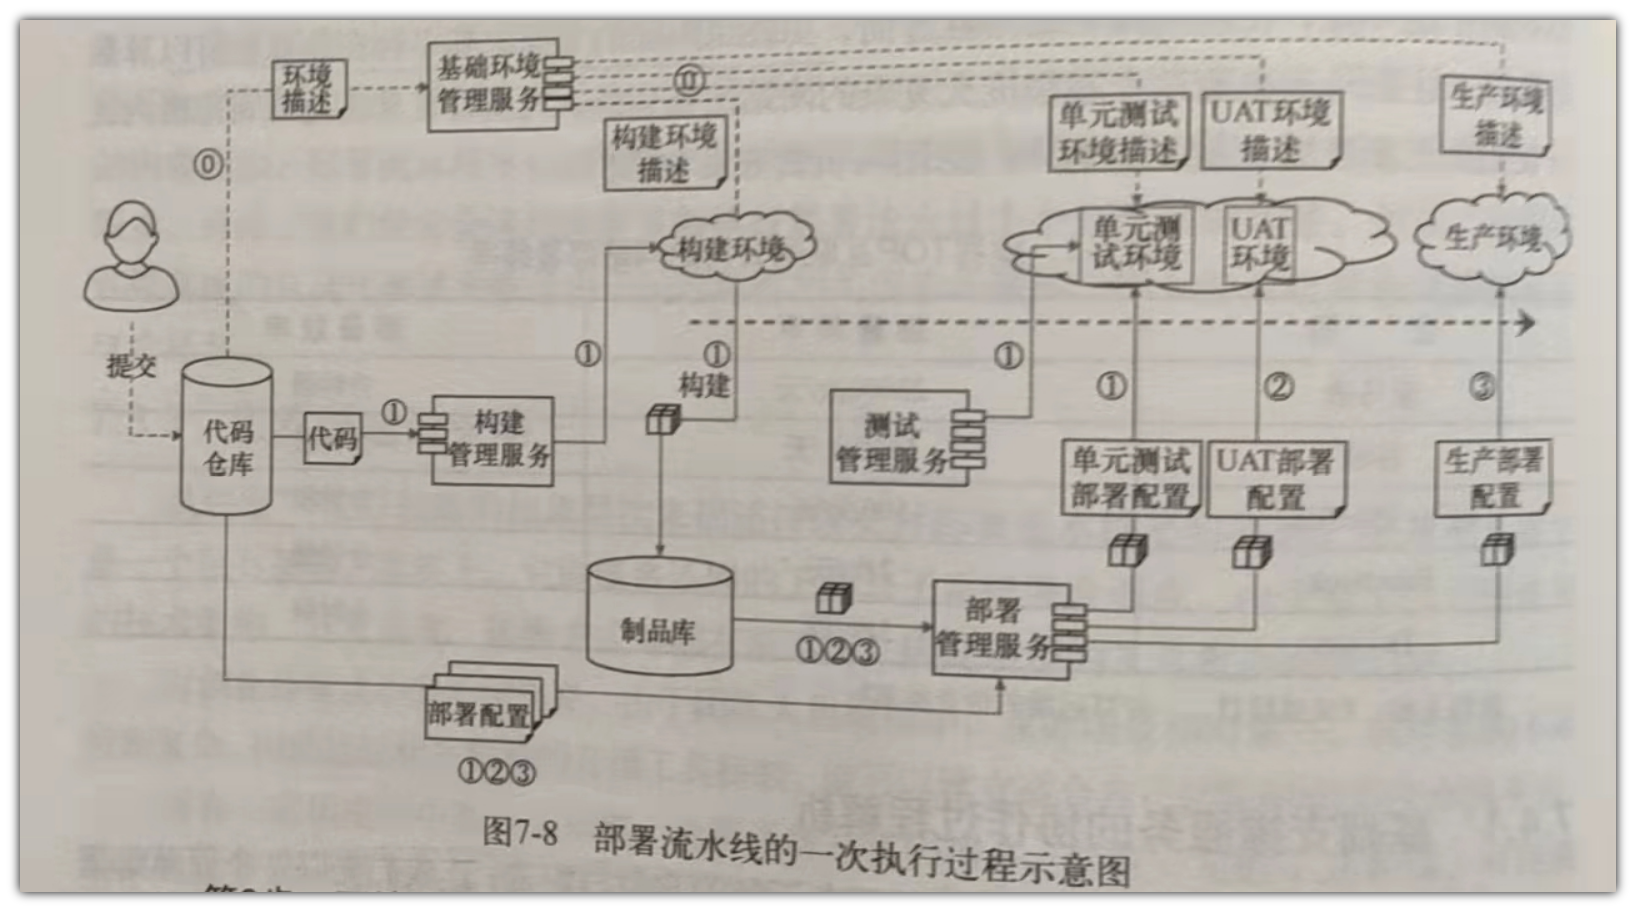 环境
描述
基础环境
管理服务
⓪
⓪
构建环境
描述
单元测试
环境描述
UAT环境
描述
生产环境
描述
构建环境
单元测
试环境
UAT
环境
生产环境
提交
代码
仓库
代码
①
构建
管理服务
①
①
构建
测试
管理服务
①
①
②
③
单元测试
部署配置
UAT部署
配置
生产部署
配置
制品库
①②③
部署
管理服务
部署配置
①②③
图7-8 部署流水线的一次执行过程示意图